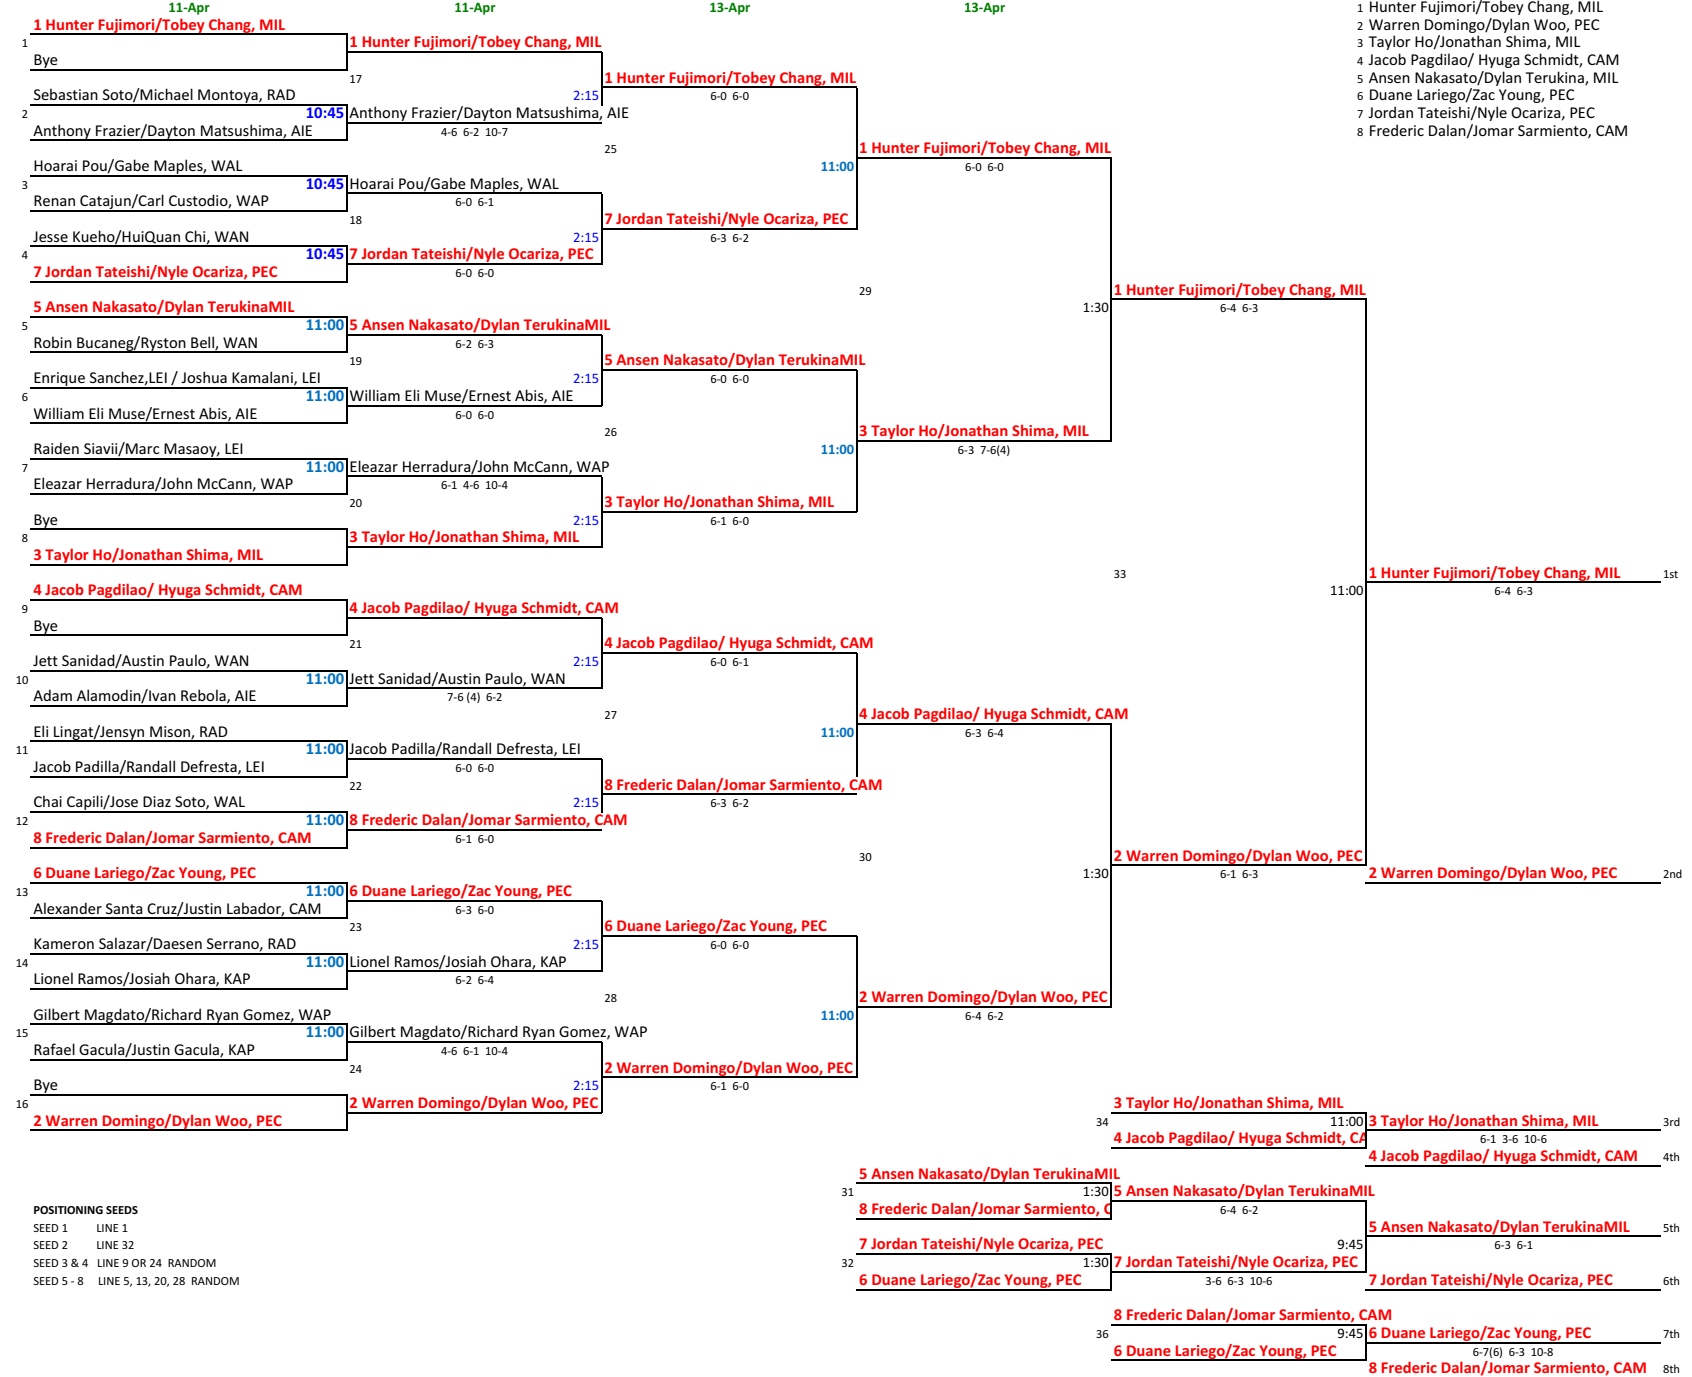 11-Apr
11-Apr
13-Apr
13-Apr
1 Hunter Fujimori/Tobey Chang, MIL
2 Warren Domingo/Dylan Woo, PEC
3 Taylor Ho/Jonathan Shima, MIL
4 Jacob Pagdilao/ Hyuga Schmidt, CAM
5 Ansen Nakasato/Dylan Terukina, MIL
6 Duane Lariego/Zac Young, PEC
7 Jordan Tateishi/Nyle Ocariza, PEC
8 Frederic Dalan/Jomar Sarmiento, CAM
1 Hunter Fujimori/Tobey Chang, MIL
1
Bye
Sebastian Soto/Michael Montoya, RAD
2
10:45
Anthony Frazier/Dayton Matsushima, AIE
Hoarai Pou/Gabe Maples, WAL
3
10:45
Renan Catajun/Carl Custodio, WAP
Jesse Kueho/HuiQuan Chi, WAN
4
10:45
7 Jordan Tateishi/Nyle Ocariza, PEC
5 Ansen Nakasato/Dylan TerukinaMIL
5
11:00
Robin Bucaneg/Ryston Bell, WAN
Enrique Sanchez,LEI / Joshua Kamalani, LEI
6
11:00
William Eli Muse/Ernest Abis, AIE
Raiden Siavii/Marc Masaoy, LEI
7
11:00
Eleazar Herradura/John McCann, WAP
Bye
8
3 Taylor Ho/Jonathan Shima, MIL
4 Jacob Pagdilao/ Hyuga Schmidt, CAM
9
Bye
Jett Sanidad/Austin Paulo, WAN
10
11:00
Adam Alamodin/Ivan Rebola, AIE
Eli Lingat/Jensyn Mison, RAD
11
11:00
Jacob Padilla/Randall Defresta, LEI
Chai Capili/Jose Diaz Soto, WAL
12
11:00
8 Frederic Dalan/Jomar Sarmiento, CAM
6 Duane Lariego/Zac Young, PEC
13
11:00
Alexander Santa Cruz/Justin Labador, CAM
Kameron Salazar/Daesen Serrano, RAD
14
11:00
Lionel Ramos/Josiah Ohara, KAP
Gilbert Magdato/Richard Ryan Gomez, WAP
15
11:00
Rafael Gacula/Justin Gacula, KAP
Bye
16
2 Warren Domingo/Dylan Woo, PEC
1 Hunter Fujimori/Tobey Chang, MIL
17
2:15
Anthony Frazier/Dayton Matsushima, AIE
4-6 6-2 10-7
Hoarai Pou/Gabe Maples, WAL
6-0 6-1
18
2:15
7 Jordan Tateishi/Nyle Ocariza, PEC
6-0 6-0
5 Ansen Nakasato/Dylan TerukinaMIL
6-2 6-3
19
2:15
William Eli Muse/Ernest Abis, AIE
6-0 6-0
Eleazar Herradura/John McCann, WAP
6-1 4-6 10-4
20
2:15
3 Taylor Ho/Jonathan Shima, MIL
4 Jacob Pagdilao/ Hyuga Schmidt, CAM
21
2:15
Jett Sanidad/Austin Paulo, WAN
7-6 (4) 6-2
Jacob Padilla/Randall Defresta, LEI
6-0 6-0
22
2:15
8 Frederic Dalan/Jomar Sarmiento, CAM
6-1 6-0
6 Duane Lariego/Zac Young, PEC
6-3 6-0
23
2:15
Lionel Ramos/Josiah Ohara, KAP
6-2 6-4
Gilbert Magdato/Richard Ryan Gomez, WAP
4-6 6-1 10-4
24
2:15
2 Warren Domingo/Dylan Woo, PEC
1 Hunter Fujimori/Tobey Chang, MIL
6-0 6-0
25
11:00
7 Jordan Tateishi/Nyle Ocariza, PEC
6-3 6-2
5 Ansen Nakasato/Dylan TerukinaMIL
6-0 6-0
26
11:00
3 Taylor Ho/Jonathan Shima, MIL
6-1 6-0
4 Jacob Pagdilao/ Hyuga Schmidt, CAM
6-0 6-1
27
11:00
8 Frederic Dalan/Jomar Sarmiento, CAM
6-3 6-2
6 Duane Lariego/Zac Young, PEC
6-0 6-0
28
11:00
2 Warren Domingo/Dylan Woo, PEC
6-1 6-0
1 Hunter Fujimori/Tobey Chang, MIL
6-0 6-0
29
1:30
3 Taylor Ho/Jonathan Shima, MIL
6-3 7-6(4)
4 Jacob Pagdilao/ Hyuga Schmidt, CAM
6-3 6-4
30
1:30
2 Warren Domingo/Dylan Woo, PEC
6-4 6-2
1 Hunter Fujimori/Tobey Chang, MIL
6-4 6-3
33
11:00
2 Warren Domingo/Dylan Woo, PEC
6-1 6-3
1 Hunter Fujimori/Tobey Chang, MIL
1st
6-4 6-3
2 Warren Domingo/Dylan Woo, PEC
2nd
3 Taylor Ho/Jonathan Shima, MIL
34
11:00
4 Jacob Pagdilao/ Hyuga Schmidt, CA
3 Taylor Ho/Jonathan Shima, MIL
3rd
6-1 3-6 10-6
4 Jacob Pagdilao/ Hyuga Schmidt, CAM
4th
5 Ansen Nakasato/Dylan TerukinaMIL
31
1:30
8 Frederic Dalan/Jomar Sarmiento, C
5 Ansen Nakasato/Dylan TerukinaMIL
6-4 6-2
7 Jordan Tateishi/Nyle Ocariza, PEC
32
1:30
6 Duane Lariego/Zac Young, PEC
9:45
7 Jordan Tateishi/Nyle Ocariza, PEC
3-6 6-3 10-6
5 Ansen Nakasato/Dylan TerukinaMIL
5th
6-3 6-1
7 Jordan Tateishi/Nyle Ocariza, PEC
6th
8 Frederic Dalan/Jomar Sarmiento, CAM
36
9:45
6 Duane Lariego/Zac Young, PEC
6 Duane Lariego/Zac Young, PEC
7th
6-7(6) 6-3 10-8
8 Frederic Dalan/Jomar Sarmiento, CAM
8th
POSITIONING SEEDS
SEED 1 LINE 1
SEED 2 LINE 32
SEED 3 & 4 LINE 9 OR 24 RANDOM
SEED 5 - 8 LINE 5, 13, 20, 28 RANDOM